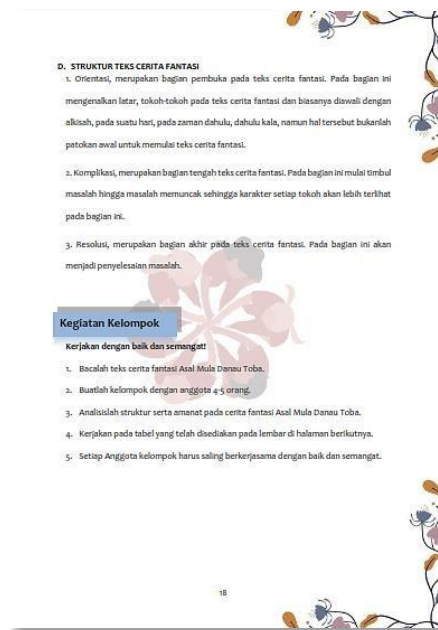 D. STRUKTUR TEKS CERITA FANTASI
1. Orientasi, merupakan bagian pembuka pada teks cerita fantasi. Pada bagian ini
mengenalkan latar, tokoh-tokoh pada teks cerita fantasi dan biasanya diawali dengan
alkisah, pada suatu hari, pada zaman dahulu, dahulu kala, namun hal tersebut bukanlah
patokan awal untuk memulai teks cerita fantasi.
2. Komplikasi, merupakan bagian tengah teks cerita fantasi. Pada bagian ini mulai timbul
masalah hingga masalah memuncak sehingga karakter setiap tokoh akan lebih terlihat
pada bagian ini.
3. Resolusi, merupakan bagian akhir pada teks cerita fantasi. Pada bagian ini akan
menjadi penyelesaian masalah.
Kegiatan Kelompok
Kerjakan dengan baik dan semangat!
1. Bacalah teks cerita fantasi Asal Mula Danau Toba.
2. Buatlah kelompok dengan anggota 4-5 orang.
3. Analisislah struktur serta amanat pada cerita fantasi Asal Mula Danau Toba.
4. Kerjakan pada tabel yang telah disediakan pada lembar di halaman berikutnya.
5. Setiap Anggota kelompok harus saling berkerjasama dengan baik dan semangat.
18